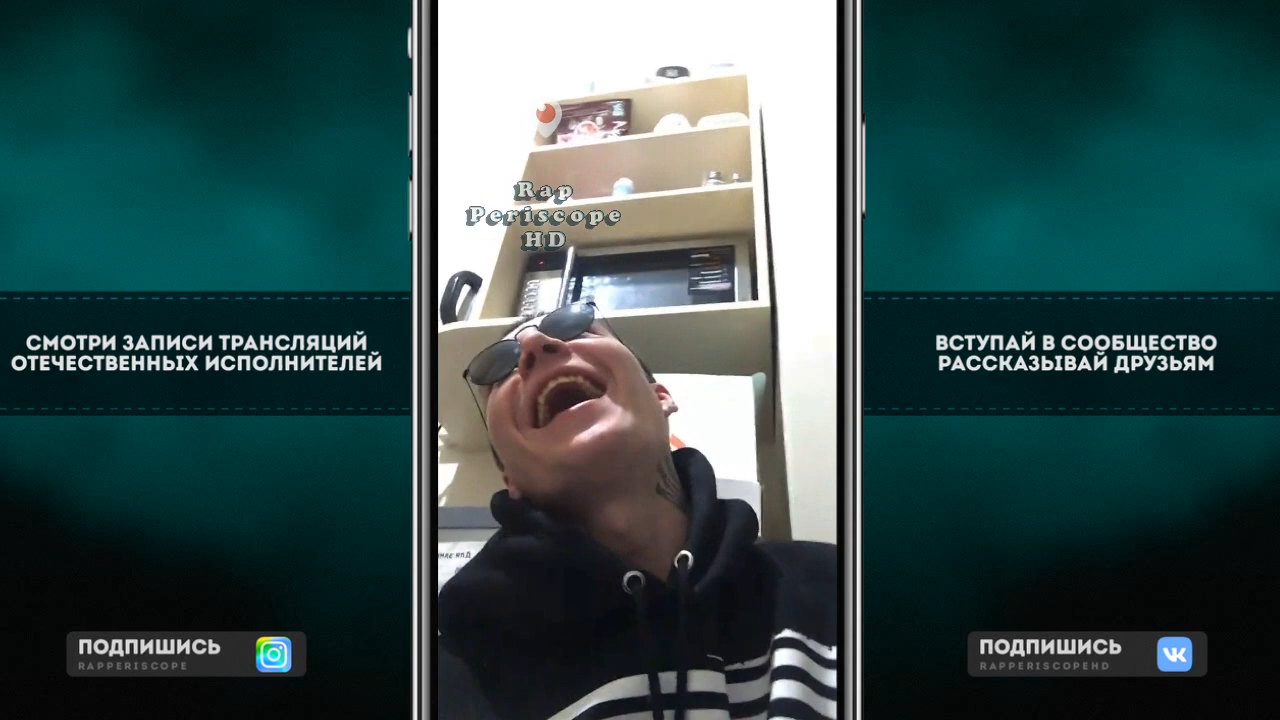 СМОТРИ ЗАПИСИ ТРАНСЛЯЦИЙ
ОТЕЧЕСТВЕННЫХ ИСПОЛНИТЕЛЕЙ
ПОДПИШИСЬ
RAPPERISCOPE
Rap
Periscope
HD
ВСТУПАЙ В СООБЩЕСТВО
РАССКАЗЫВАЙ ДРУЗЬЯМ
ПОДПИШИСЬ
RAPPERISCOPEHD